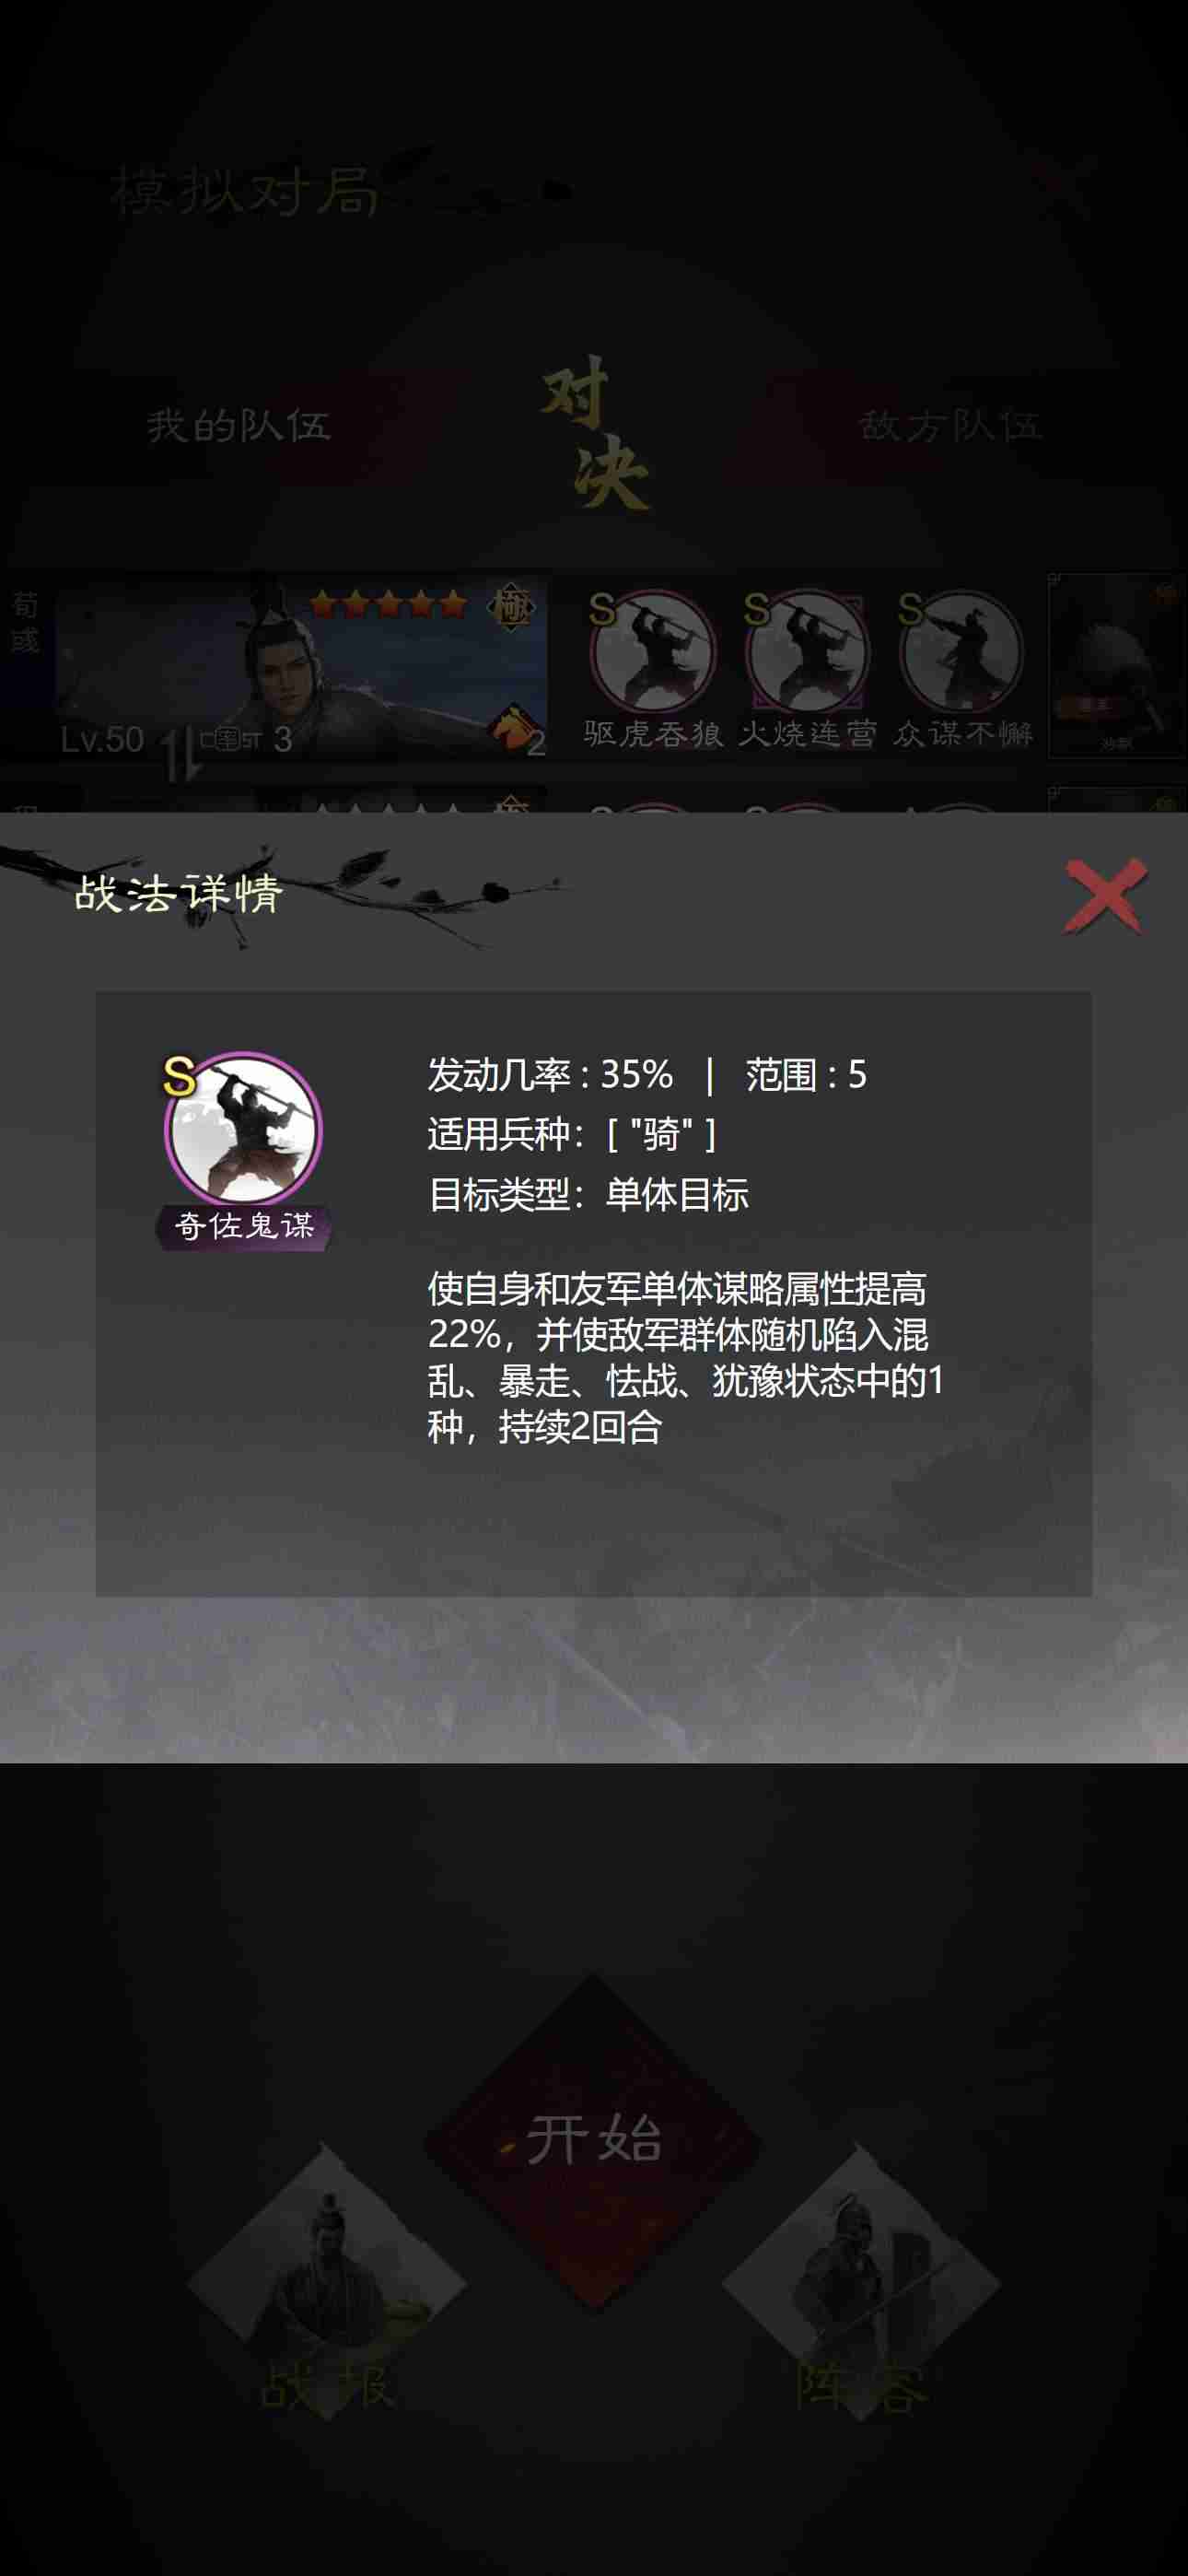 模拟对局
对
决
我的队伍
敌方队伍
荀
彧
極
Lv.50
COST 3
2
S
S
S
驱虎吞狼
火烧连营
众谋不懈
战法详情
S
奇佐鬼谋
发动几率 : 35% | 范围 : 5
适用兵种：[ "骑" ]
目标类型：单体目标
使自身和友军单体谋略属性提高
22%，并使敌军群体随机陷入混
乱、暴走、怯战、犹豫状态中的1
种，持续2回合
开始
战报
阵容